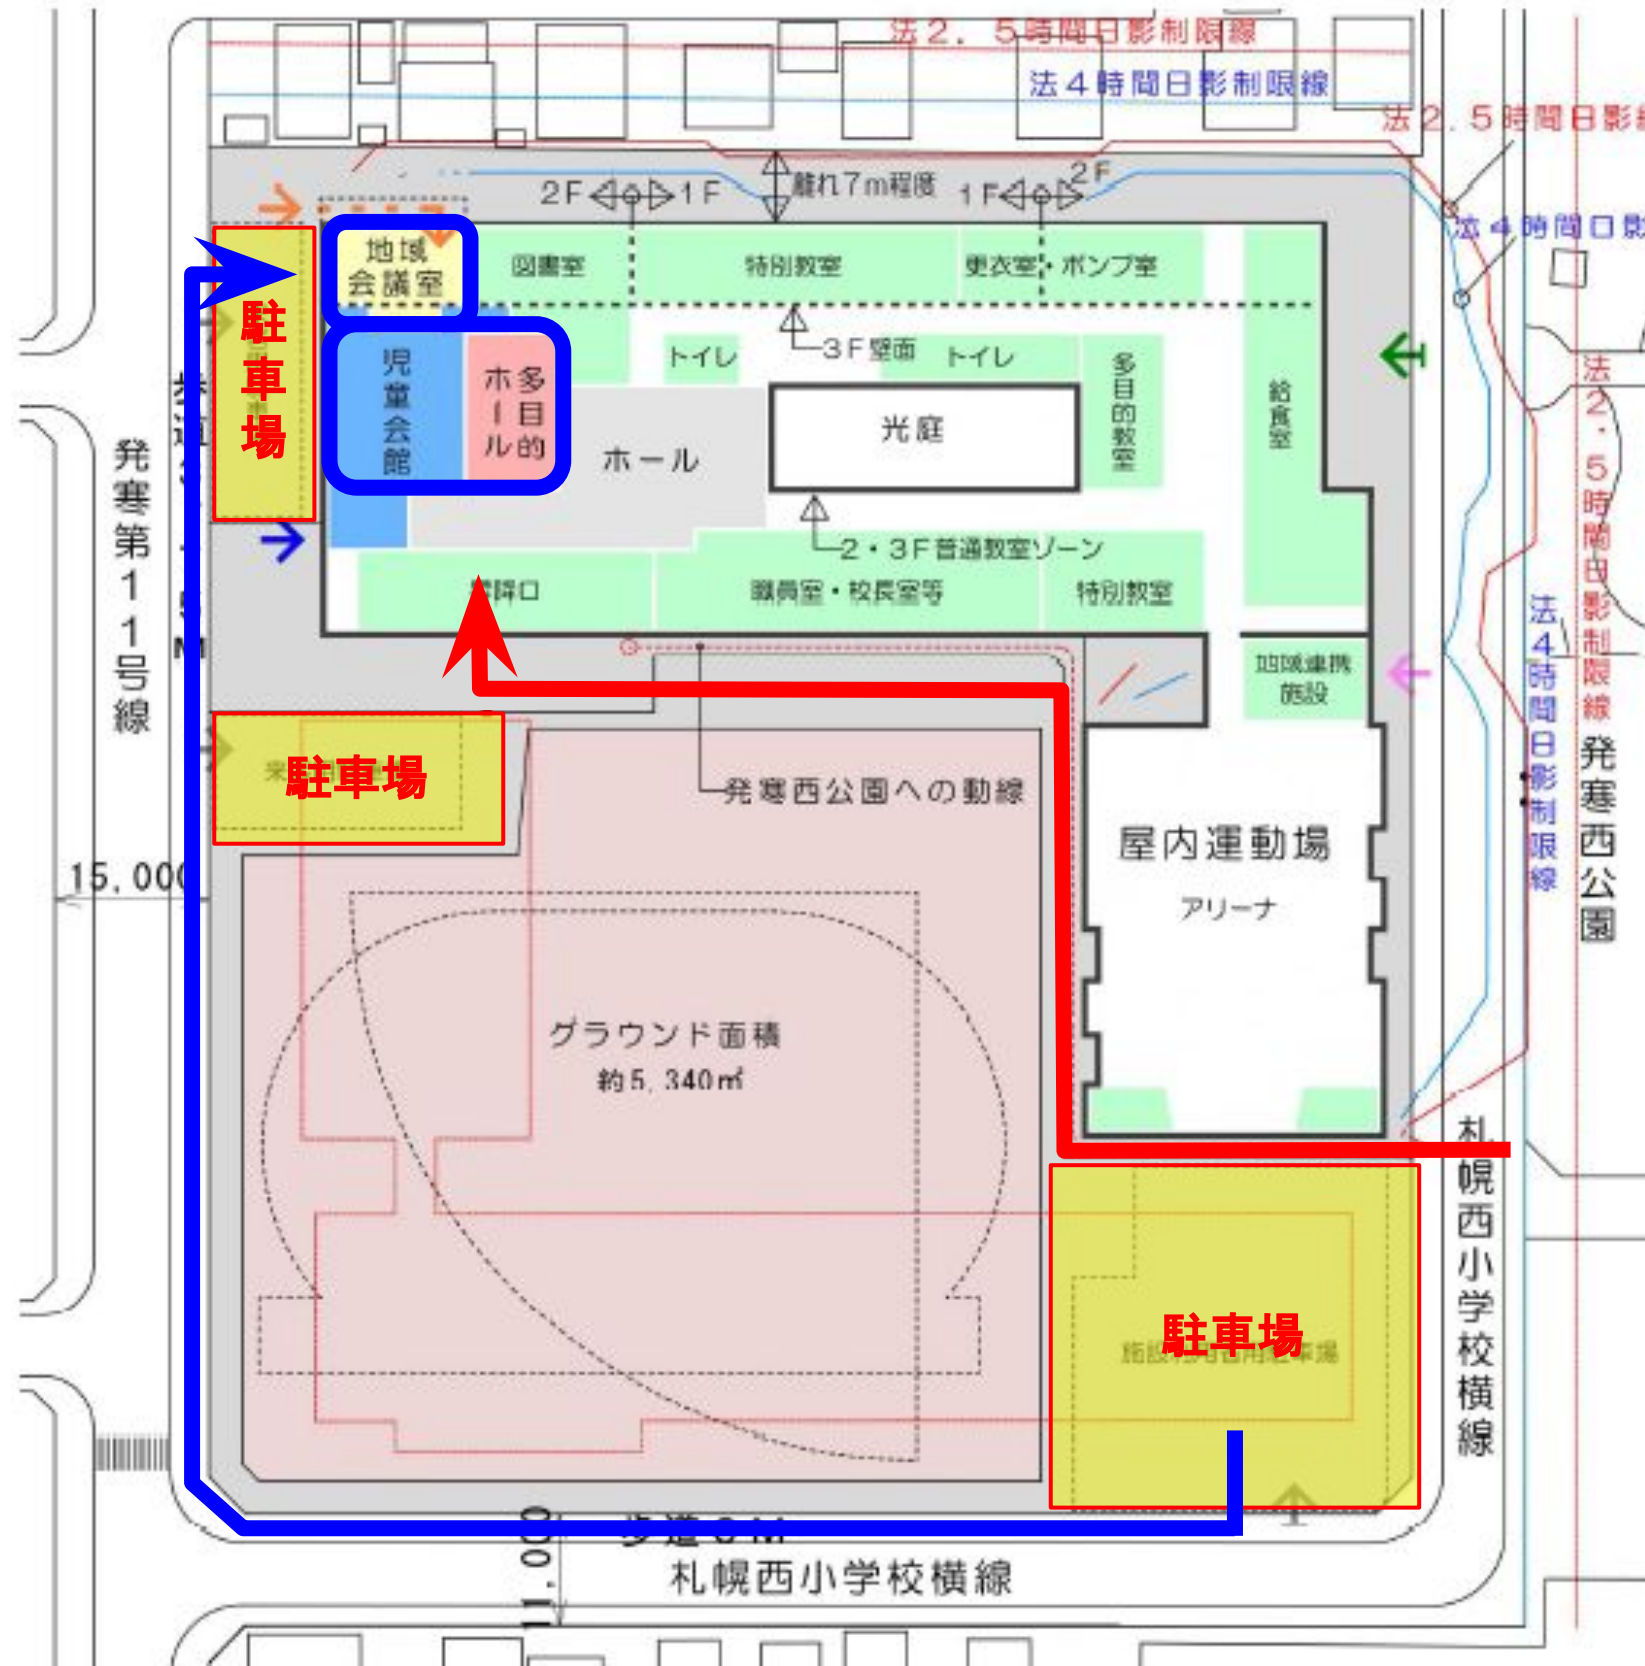 法2.5時間日影制限線
法4時間日影制限線
法2.5時間日影
法4時間日影
2F
1F
離れ7m程度
1F
2F
地域
会議室
図書室
特別教室
更衣室・ポンプ室
駐車場
児童会館
多目的
ホール
トイレ
3F壁面
トイレ
多目的教室
給食室
光庭
ホール
2・3F普通教室ゾーン
降口
職員室・校長室等
特別教室
地域連携
施設
発寒第11号線
法2.5時間日影制限線
法4時間日影制限線
発寒西公園
駐車場
発寒西公園への動線
屋内運動場
アリーナ
15,000
グラウンド面積
約5,340㎡
駐車場
札幌西小学校横線
11.000
札幌西小学校横線